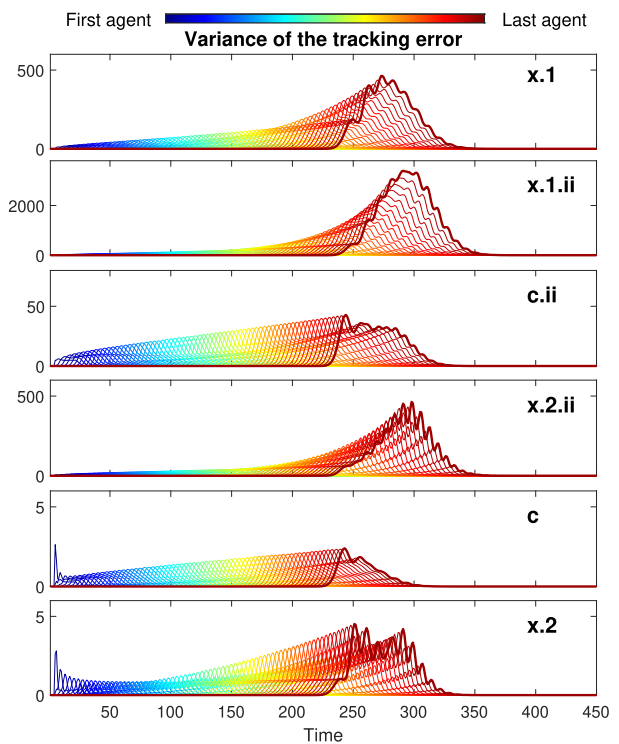 First agent Last agent
Variance of the tracking error
500
x.1
0
x.1.ii
2000
0
c.ii
50
0
500
x.2.ii
0
5
c
0
5
x.2
0
50 100 150 200 250 300 350 400 450
Time